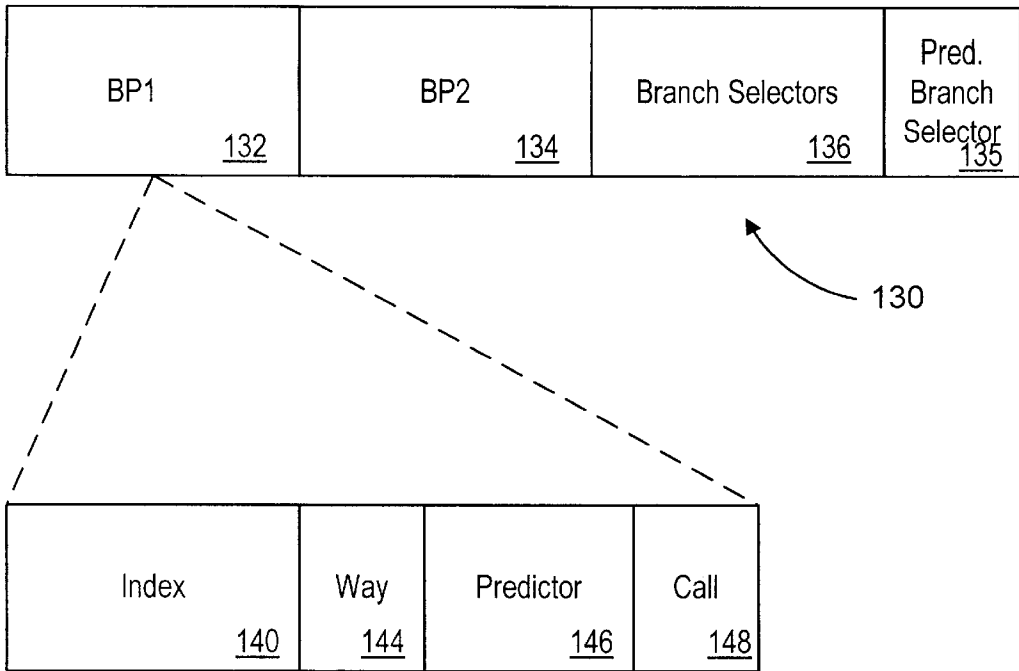 BP1
132
BP2
134
Branch Selectors
136
Pred.
Branch
Selector
135
130
Index
140
Way
144
Predictor
146
Call
148